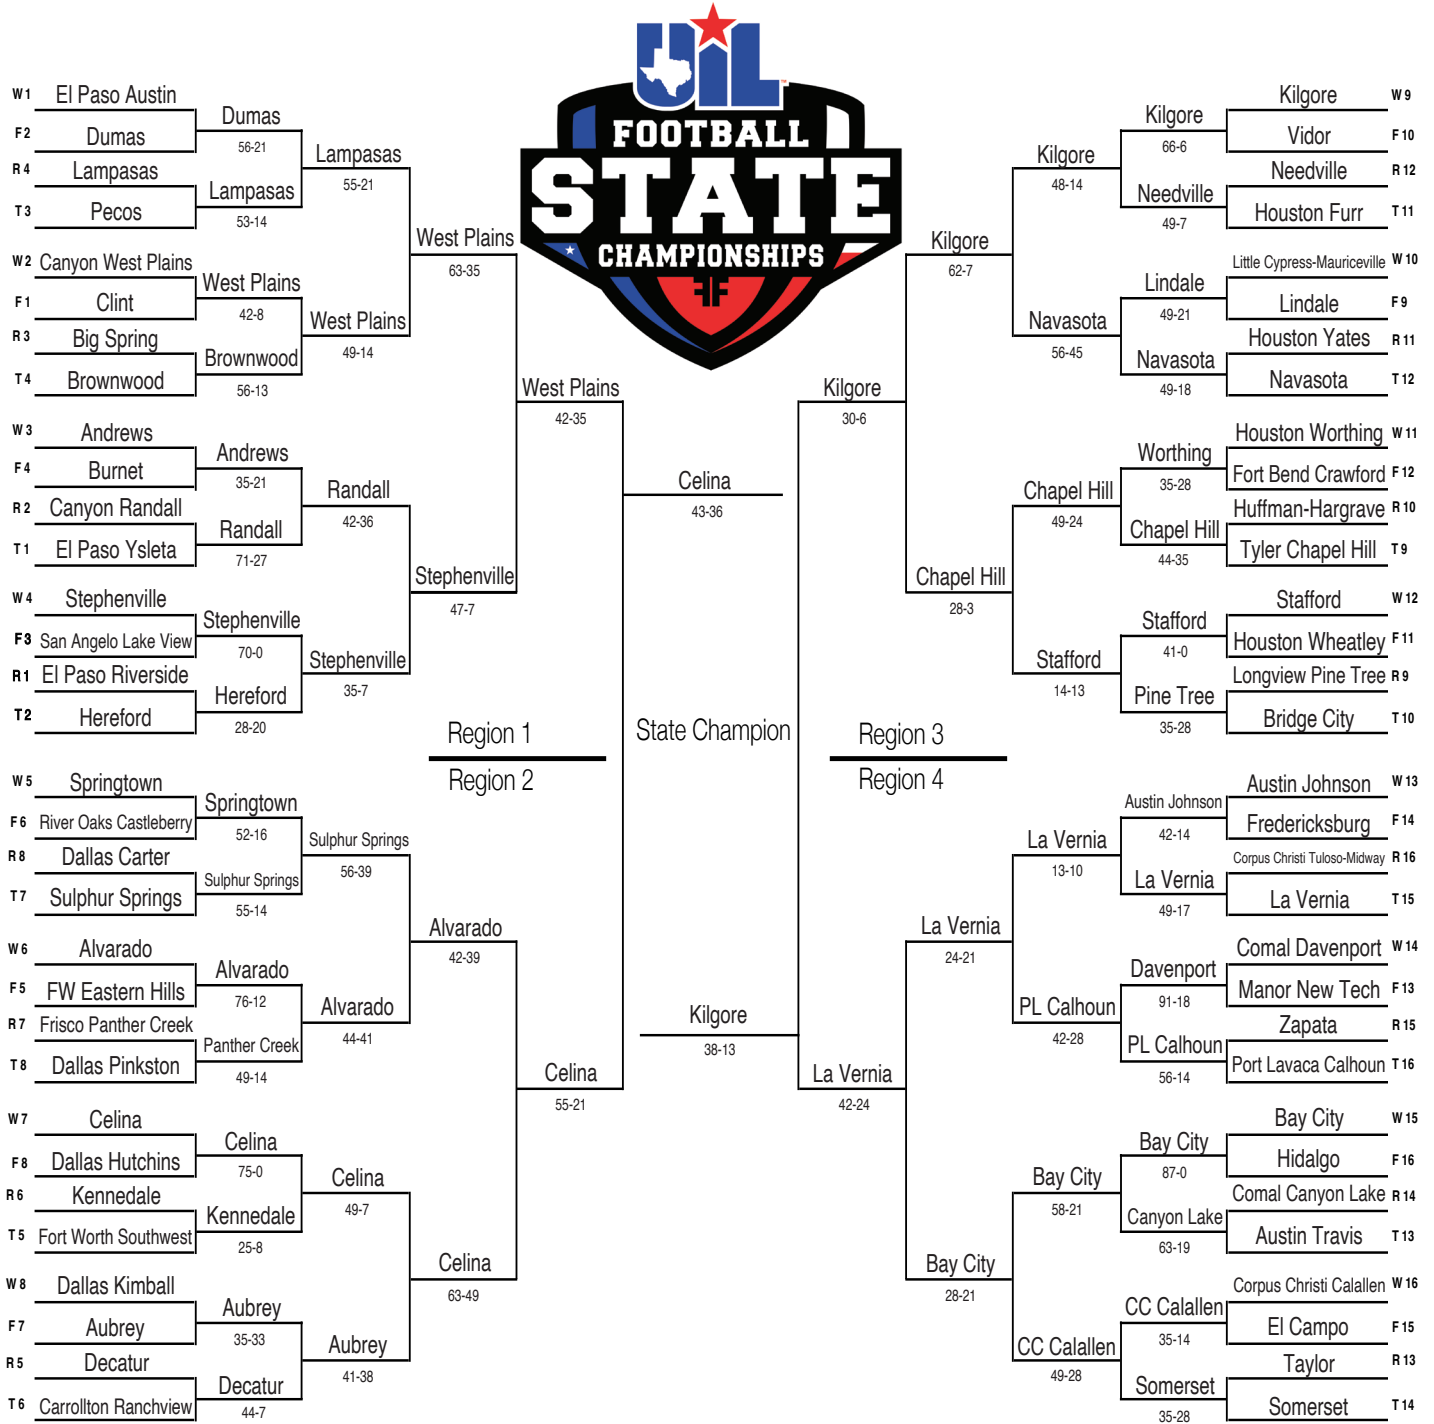 UIL
FOOTBALL
STATE
CHAMPIONSHIPS
W1 El Paso Austin
F2 Dumas
Dumas
56-21
R4 Lampasas
T3 Pecos
Lampasas
53-14
Lampasas
55-21
W2 Canyon West Plains
F1 Clint
West Plains
42-8
R3 Big Spring
T4 Brownwood
Brownwood
56-13
West Plains
49-14
West Plains
63-35
W3 Andrews
F4 Burnet
Andrews
35-21
R2 Canyon Randall
T1 El Paso Ysleta
Randall
71-27
Randall
42-36
W4 Stephenville
F3 San Angelo Lake View
Stephenville
70-0
R1 El Paso Riverside
T2 Hereford
Hereford
28-20
Stephenville
35-7
Stephenville
47-7
West Plains
42-35
Region 1
Region 2
W5 Springtown
F6 River Oaks Castleberry
Springtown
52-16
R8 Dallas Carter
T7 Sulphur Springs
Sulphur Springs
55-14
Sulphur Springs
56-39
W6 Alvarado
F5 FW Eastern Hills
Alvarado
76-12
R7 Frisco Panther Creek
T8 Dallas Pinkston
Panther Creek
49-14
Alvarado
44-41
Alvarado
42-39
W7 Celina
F8 Dallas Hutchins
Celina
75-0
R6 Kennedale
T5 Fort Worth Southwest
Kennedale
25-8
Celina
49-7
W8 Dallas Kimball
F7 Aubrey
Aubrey
35-33
R5 Decatur
T6 Carrollton Ranchview
Decatur
44-7
Aubrey
41-38
Celina
63-49
Celina
55-21
Celina
43-36
State Champion
Kilgore
38-13
Kilgore W9
Vidor F10
Kilgore
66-6
Needville R12
Houston Furr T11
Needville
49-7
Kilgore
48-14
Little Cypress-Mauriceville W10
Lindale F9
Lindale
49-21
Houston Yates R11
Navasota T12
Navasota
49-18
Navasota
56-45
Kilgore
62-7
Houston Worthing W11
Fort Bend Crawford F12
Worthing
35-28
Huffman-Hargrave R10
Tyler Chapel Hill T9
Chapel Hill
44-35
Chapel Hill
49-24
Stafford W12
Houston Wheatley F11
Stafford
41-0
Longview Pine Tree R9
Bridge City T10
Pine Tree
35-28
Stafford
14-13
Chapel Hill
28-3
Kilgore
30-6
Region 3
Region 4
Austin Johnson W13
Fredericksburg F14
Austin Johnson
42-14
Corpus Christi Tuloso-Midway R16
La Vernia T15
La Vernia
49-17
La Vernia
13-10
Comal Davenport W14
Manor New Tech F13
Davenport
91-18
Zapata R15
Port Lavaca Calhoun T16
PL Calhoun
56-14
PL Calhoun
42-28
La Vernia
24-21
Bay City W15
Hidalgo F16
Bay City
87-0
Comal Canyon Lake R14
Austin Travis T13
Canyon Lake
63-19
Bay City
58-21
Corpus Christi Calallen W16
El Campo F15
CC Calallen
35-14
Taylor R13
Somerset T14
Somerset
35-28
CC Calallen
49-28
Bay City
28-21
La Vernia
42-24